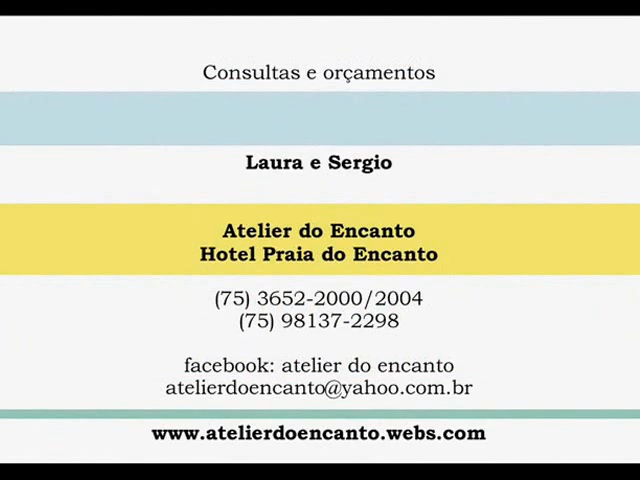 Consultas e orçamentos
Laura e Sergio
Atelier do Encanto
Hotel Praia do Encanto
(75) 3652-2000/2004
(75) 98137-2298
facebook: atelier do encanto
atelierdoencanto@yahoo.com.br
www.atelierdoencanto.webs.com